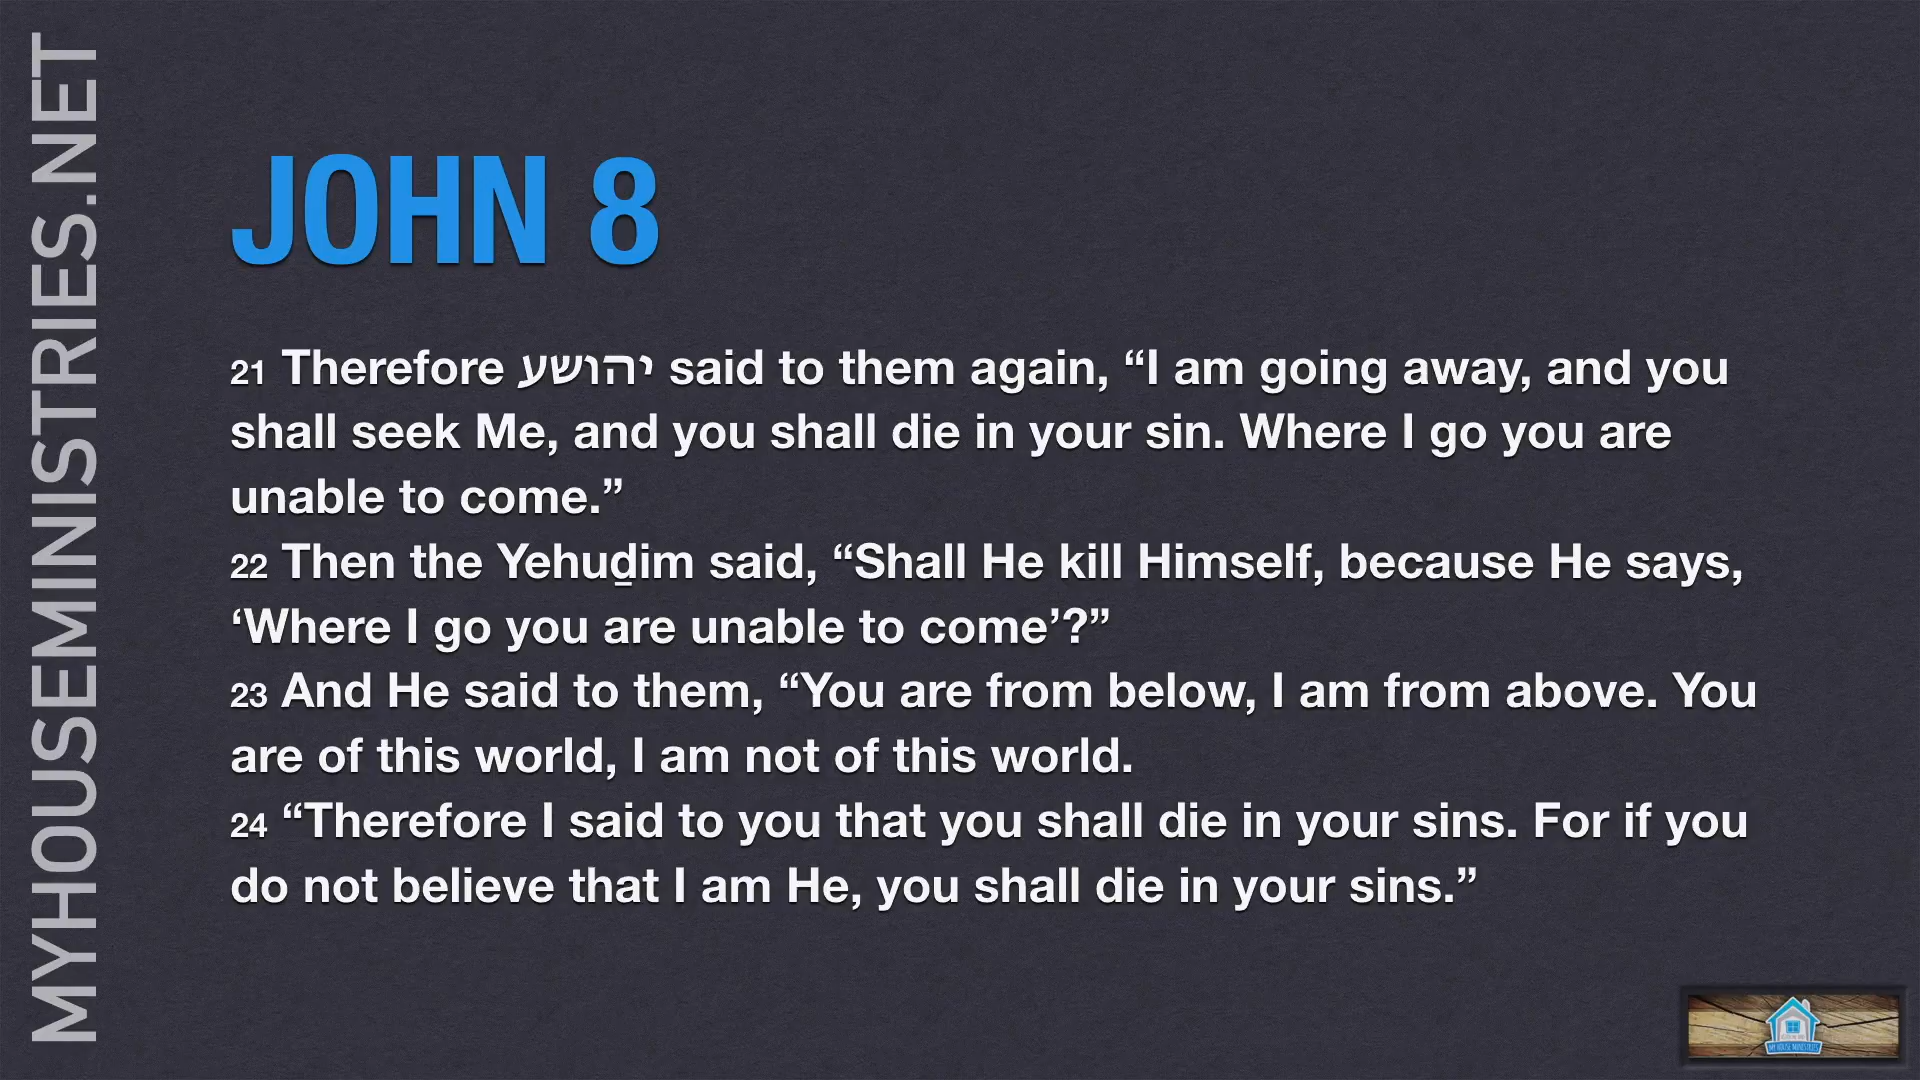 MYHOUSEMINISTRIES.NET
JOHN 8
21 Therefore יהושע said to them again, “I am going away, and you
shall seek Me, and you shall die in your sin. Where I go you are
unable to come.”
22 Then the Yehuḏim said, “Shall He kill Himself, because He says,
‘Where I go you are unable to come’?”
23 And He said to them, “You are from below, I am from above. You
are of this world, I am not of this world.
24 “Therefore I said to you that you shall die in your sins. For if you
do not believe that I am He, you shall die in your sins.”
MY HOUSE MINISTRIES